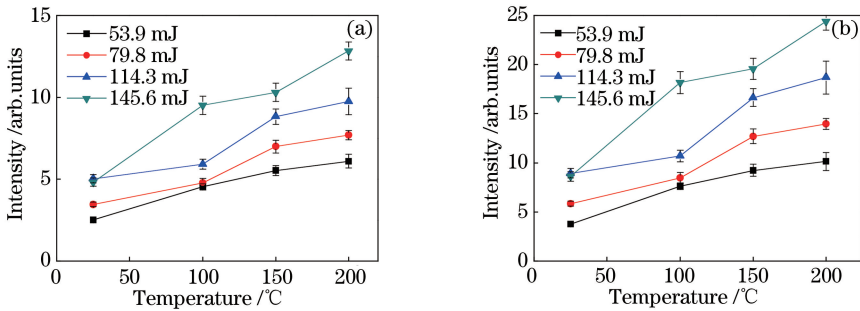 15
(a)
53.9 mJ
79.8 mJ
114.3 mJ
145.6 mJ
10
5
0
Intensity /arb.units
0
50
100
150
200
Temperature /℃
25
(b)
53.9 mJ
79.8 mJ
114.3 mJ
145.6 mJ
20
15
10
5
0
Intensity /arb.units
0
50
100
150
200
Temperature /℃